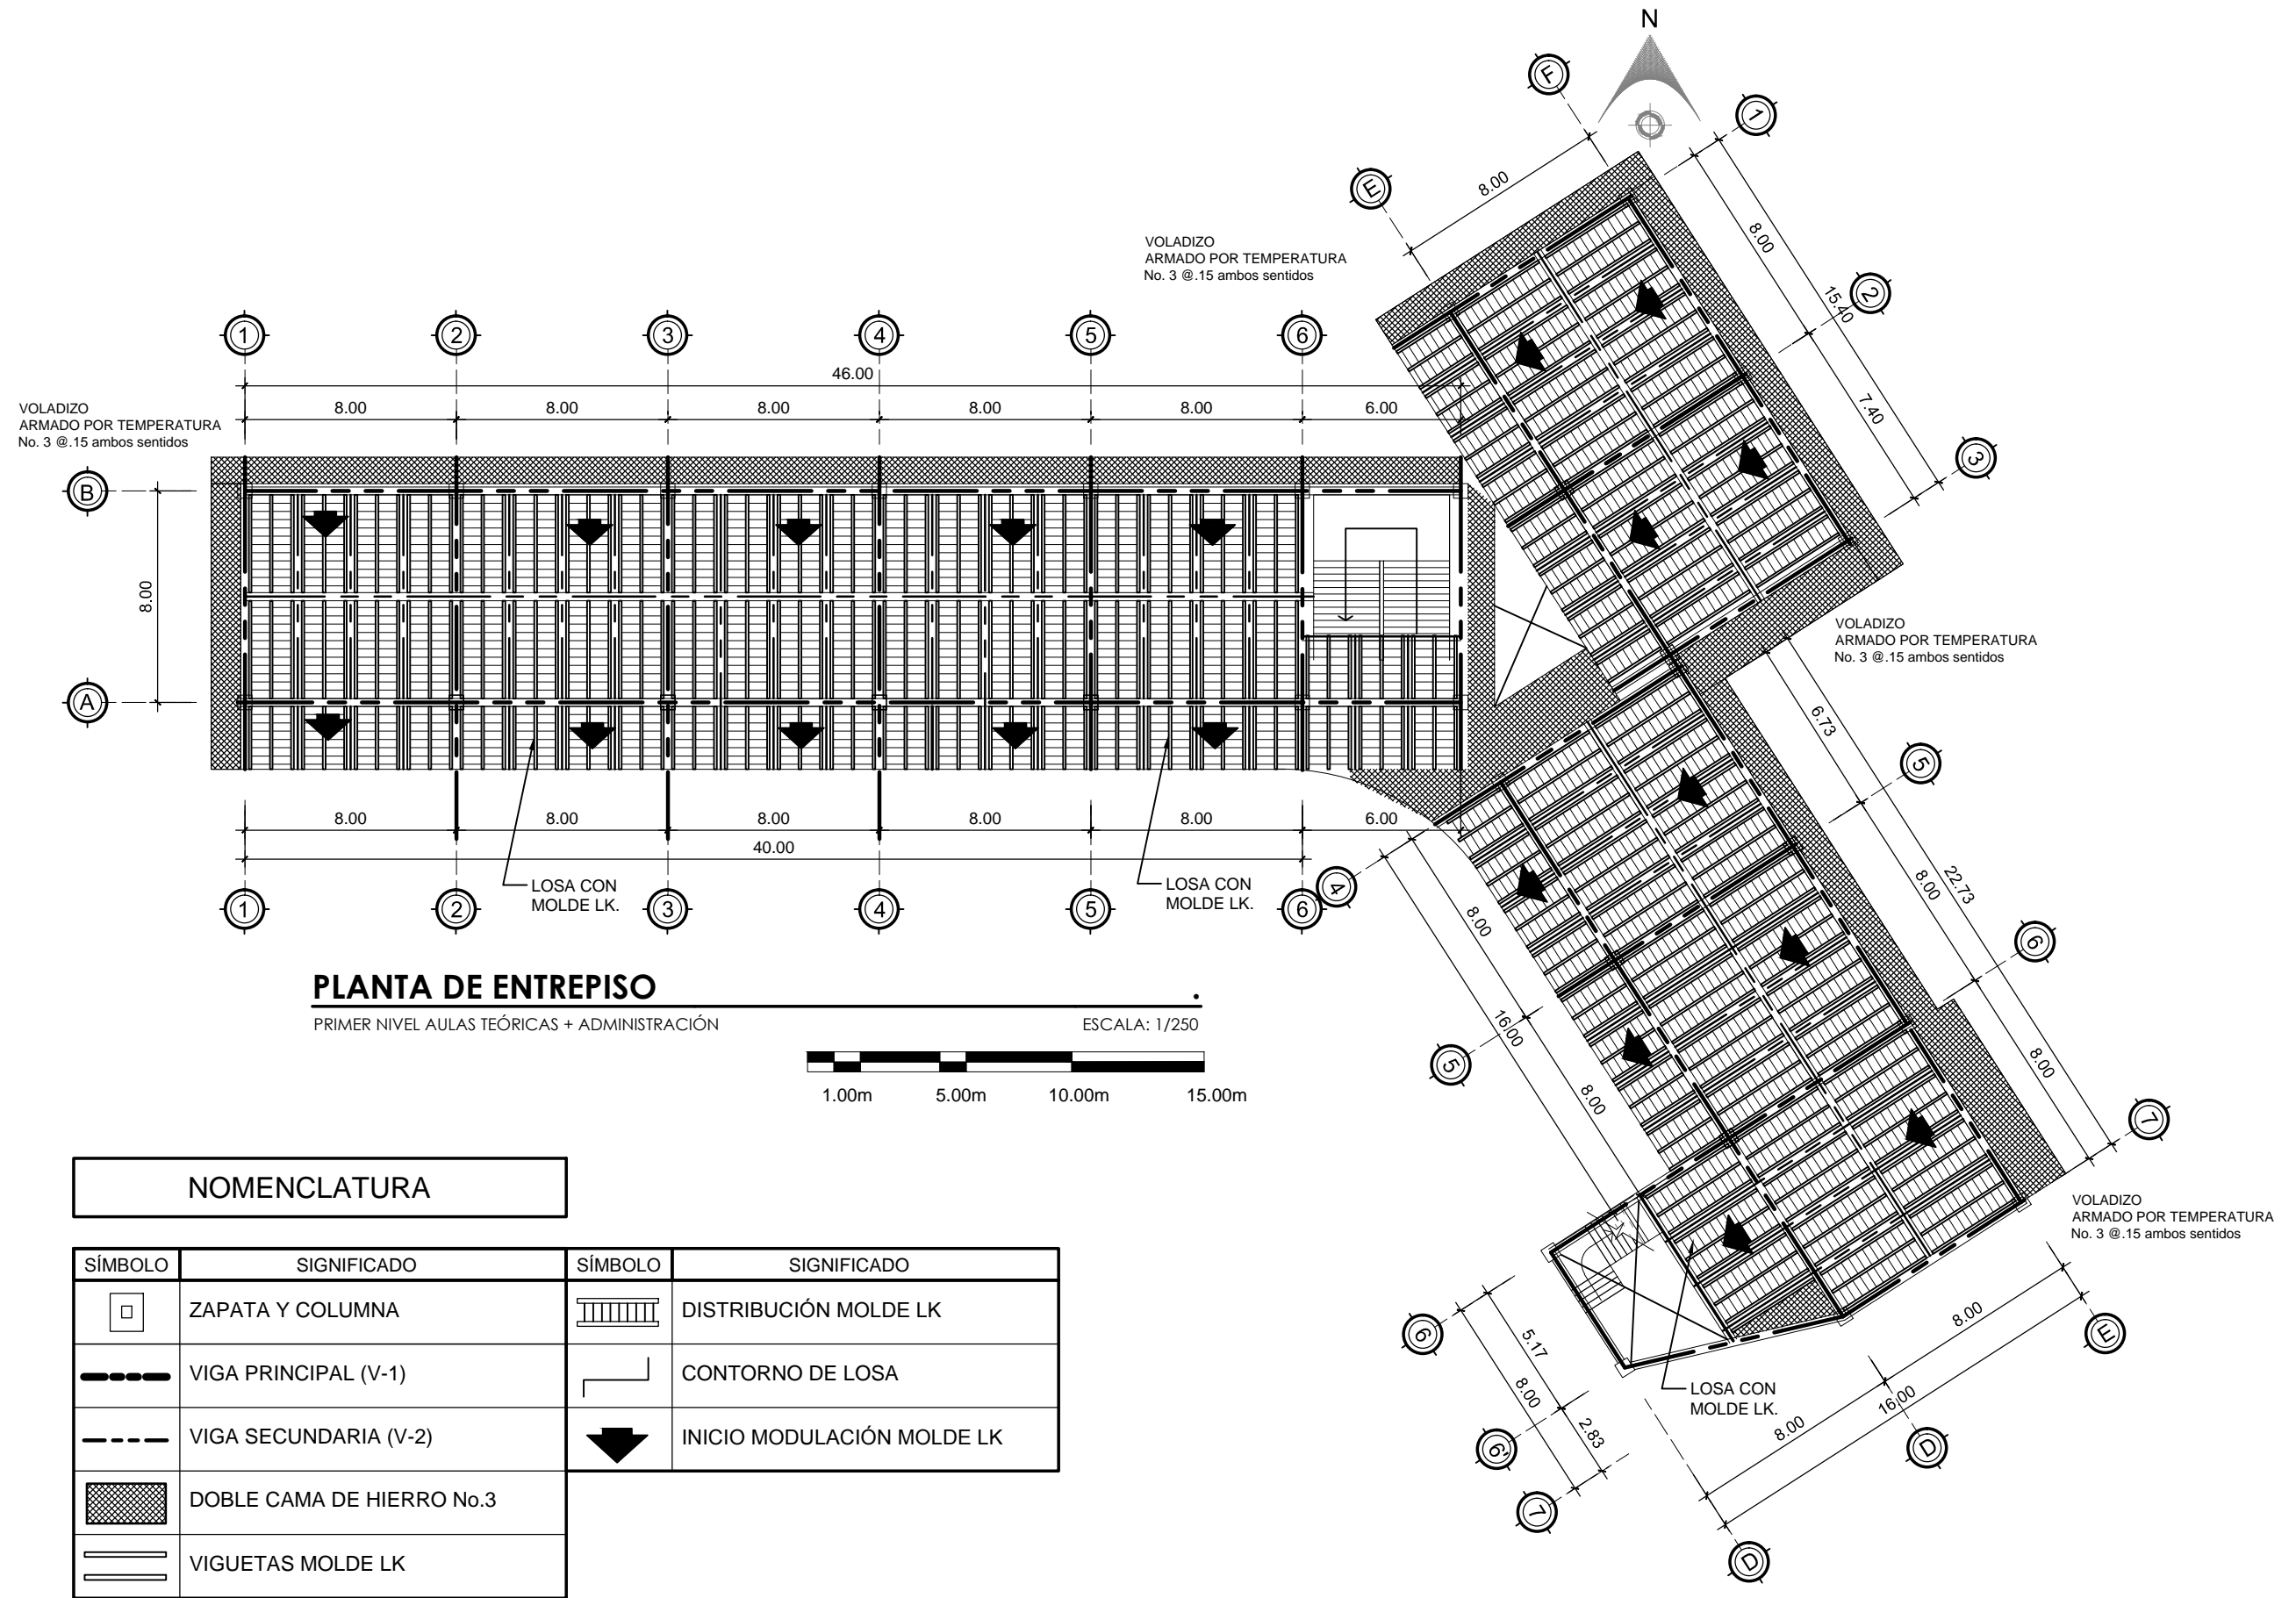 N
F
1
E
8.00
8.00
VOLADIZO
ARMADO POR TEMPERATURA
No. 3 @.15 ambos sentidos
2
15.40
1
2
3
4
5
6
46.00
7.40
VOLADIZO
ARMADO POR TEMPERATURA
No. 3 @.15 ambos sentidos
8.00
8.00
8.00
8.00
8.00
6.00
3
B
8.00
VOLADIZO
ARMADO POR TEMPERATURA
No. 3 @.15 ambos sentidos
A
6.73
5
8.00
8.00
8.00
8.00
8.00
6.00
40.00
LOSA CON
MOLDE LK.
LOSA CON
MOLDE LK.
4
8.00
22.73
8.00
1
2
3
4
5
6
6
PLANTA DE ENTREPISO .
PRIMER NIVEL AULAS TEÓRICAS + ADMINISTRACIÓN
ESCALA: 1/250
16.00
5
8.00
8.00
7
1.00m
5.00m
10.00m
15.00m
VOLADIZO
ARMADO POR TEMPERATURA
No. 3 @.15 ambos sentidos
NOMENCLATURA
SÍMBOLO
SIGNIFICADO
SÍMBOLO
SIGNIFICADO
ZAPATA Y COLUMNA
DISTRIBUCIÓN MOLDE LK
VIGA PRINCIPAL (V-1)
CONTORNO DE LOSA
VIGA SECUNDARIA (V-2)
INICIO MODULACIÓN MOLDE LK
DOBLE CAMA DE HIERRO No.3
VIGUETAS MOLDE LK
6
5.17
8.00
2.83
6'
7
LOSA CON
MOLDE LK.
8.00
E
8.00
16.00
D
D